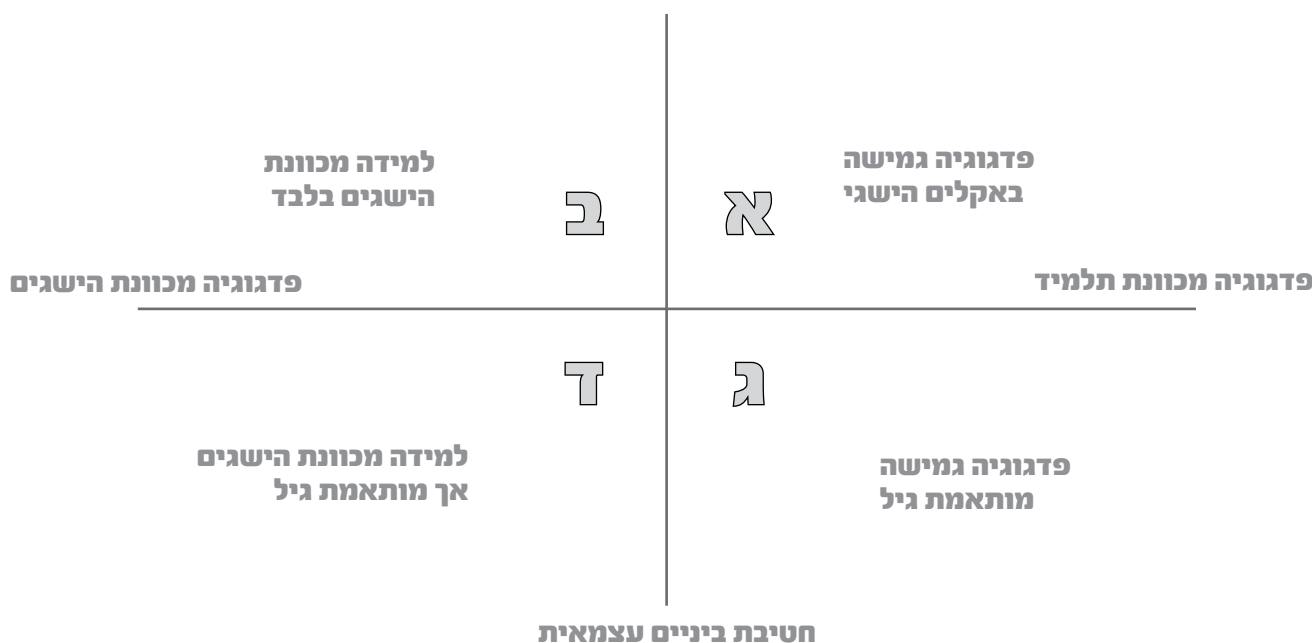 פדגוגיה גמישה
באקלים הישגי
א
למידה מכוונת
הישגים בלבד
ב
פדגוגיה מכוונת תלמיד
פדגוגיה מכוונת הישגים
ג
ד
פדגוגיה גמישה
מותאמת גיל
למידה מכוונת הישגים
אך מותאמת גיל
חטיבת ביניים עצמאית